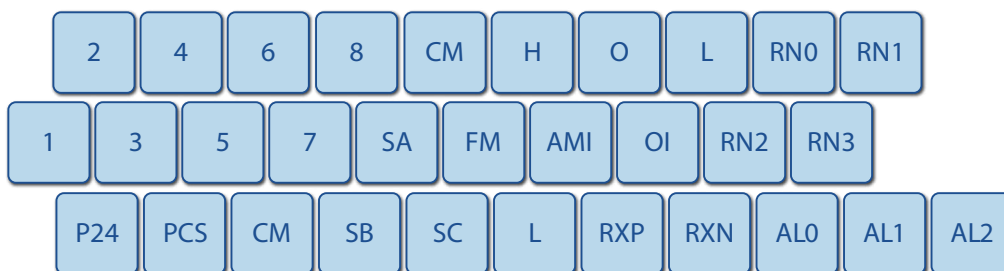 2 4 6 8 CM H O L RN0 RN1
1 3 5 7 SA FM AMI OI RN2 RN3
P24 PCS CM SB SC L RXP RXN AL0 AL1 AL2